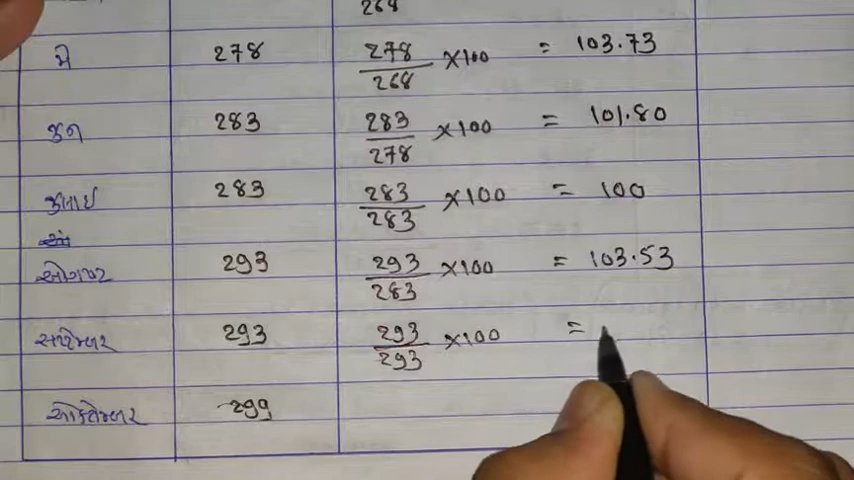 268
મે 278 278/268 ×100 = 103.73
જુન 283 283/278 ×100 = 101.80
જુલાઈ 283 283/283 ×100 = 100
ઓગષ્ટ 293 293/283 ×100 = 103.53
સપ્ટેમ્બર 293 293/293 ×100 =
ઓક્ટોમ્બર 299